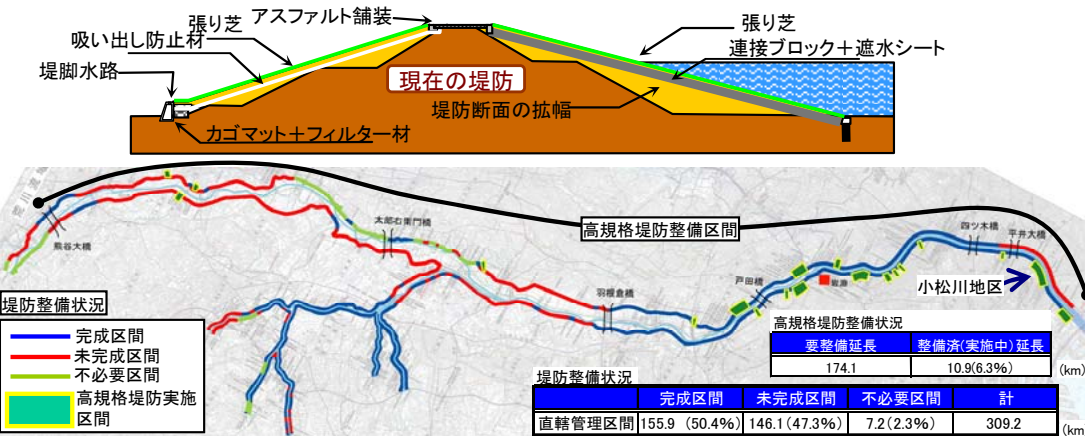 アスファルト舗装
張り芝
吸い出し防止材
堤脚水路
カゴマット+フィルター材
現在の堤防
張り芝
連接ブロック+遮水シート
堤防断面の拡幅
高規格堤防整備区間
熊谷大橋
太郎右衛門橋
羽根倉橋
戸田橋
岩淵
四ツ木橋
平井大橋
小松川地区
堤防整備状況
完成区間
未完成区間
不必要区間
高規格堤防実施
区間
高規格堤防整備状況
要整備延長 整備済(実施中)延長
174.1 10.9(6.3%) (km)
堤防整備状況
完成区間 未完成区間 不必要区間 計
直轄管理区間 155.9 (50.4%) 146.1(47.3%) 7.2(2.3%) 309.2 (km